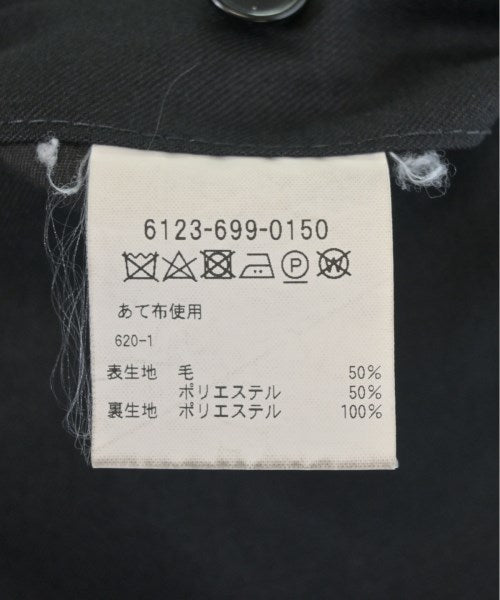 6123-699-0150
P W
あて布使用
620-1
表生地 毛 50%
ポリエステル 50%
裏生地 ポリエステル 100%